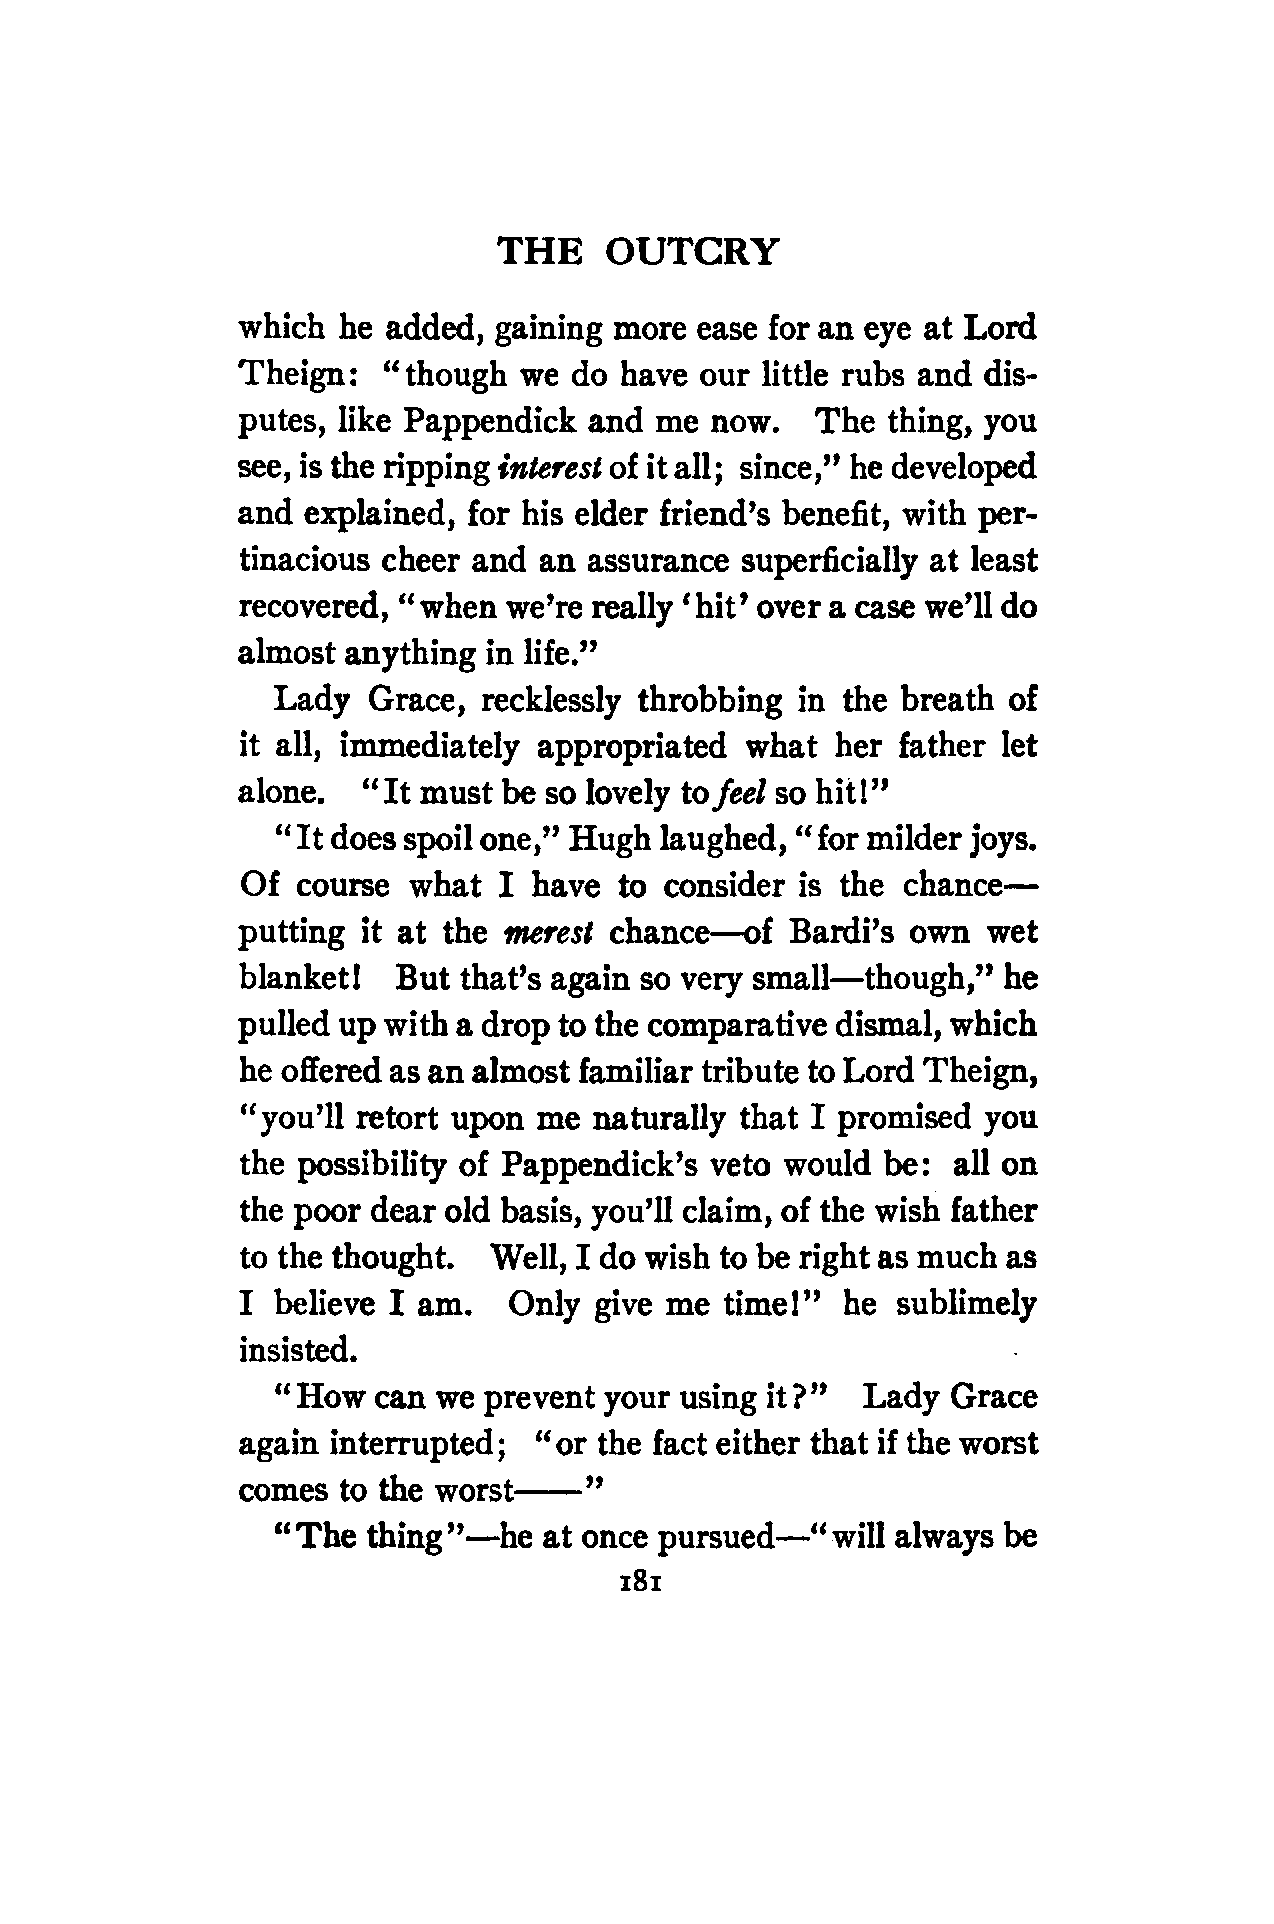 THE OUTCRY
which he added, gaining more ease for an eye at Lord
Theign: “though we do have our little rubs and dis-
putes, like Pappendick and me now. The thing, you
see, is the ripping interest of it all; since,” he developed
and explained, for his elder friend’s benefit, with per-
tinacious cheer and an assurance superficially at least
recovered, “when we’re really ‘hit’ over a case we’ll do
almost anything in life.”
Lady Grace, recklessly throbbing in the breath of
it all, immediately appropriated what her father let
alone. “It must be so lovely to feel so hit!”
“It does spoil one,” Hugh laughed, “for milder joys.
Of course what I have to consider is the chance—
putting it at the merest chance—of Bardi’s own wet
blanket! But that’s again so very small—though,” he
pulled up with a drop to the comparative dismal, which
he offered as an almost familiar tribute to Lord Theign,
“you’ll retort upon me naturally that I promised you
the possibility of Pappendick’s veto would be: all on
the poor dear old basis, you’ll claim, of the wish father
to the thought. Well, I do wish to be right as much as
I believe I am. Only give me time!” he sublimely
insisted.
“How can we prevent your using it?” Lady Grace
again interrupted; “or the fact either that if the worst
comes to the worst——”
“The thing”—he at once pursued—“will always be
181